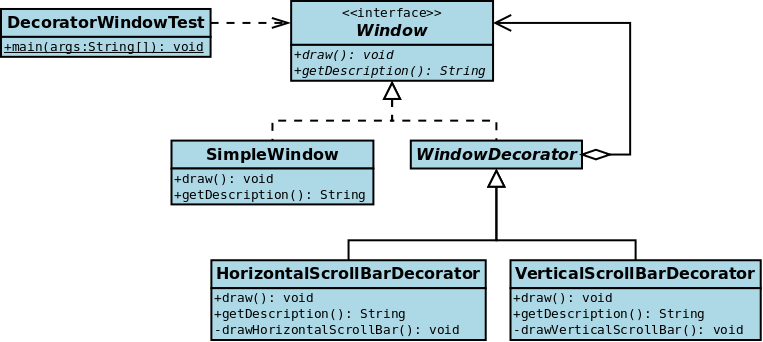 DecoratorWindowTest
+main(args:String[]): void
<<interface>>
Window
+draw(): void
+getDescription(): String
SimpleWindow
+draw(): void
+getDescription(): String
WindowDecorator
HorizontalScrollBarDecorator
+draw(): void
+getDescription(): String
-drawHorizontalScrollBar(): void
VerticalScrollBarDecorator
+draw(): void
+getDescription(): String
-drawVerticalScrollBar(): void